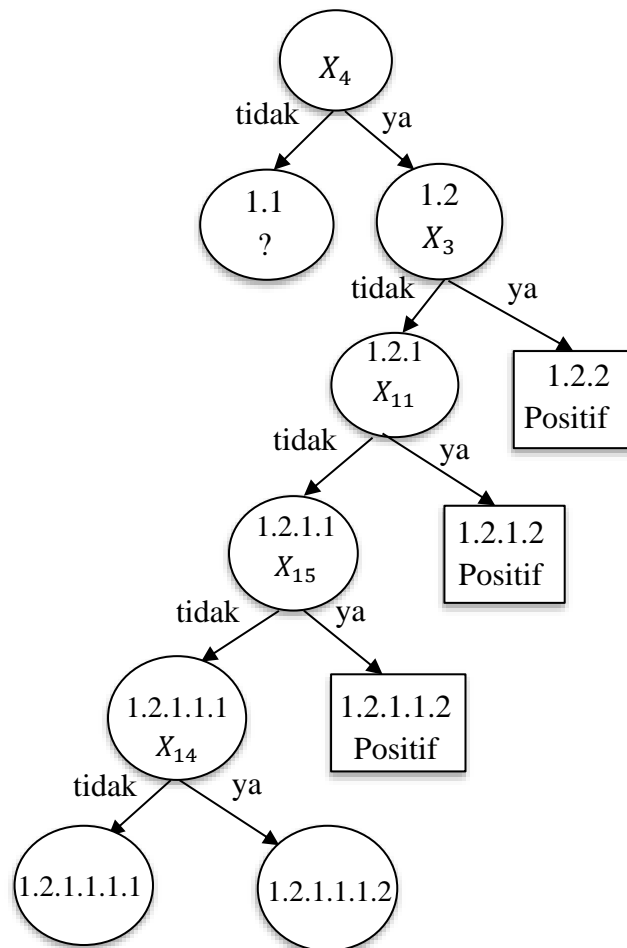 X₄
tidak
ya
1.1
?
1.2
X₃
tidak
ya
1.2.1
X₁₁
1.2.2
Positif
tidak
ya
1.2.1.1
X₁₅
1.2.1.2
Positif
tidak
ya
1.2.1.1.1
X₁₄
1.2.1.1.2
Positif
tidak
ya
1.2.1.1.1.1
1.2.1.1.1.2